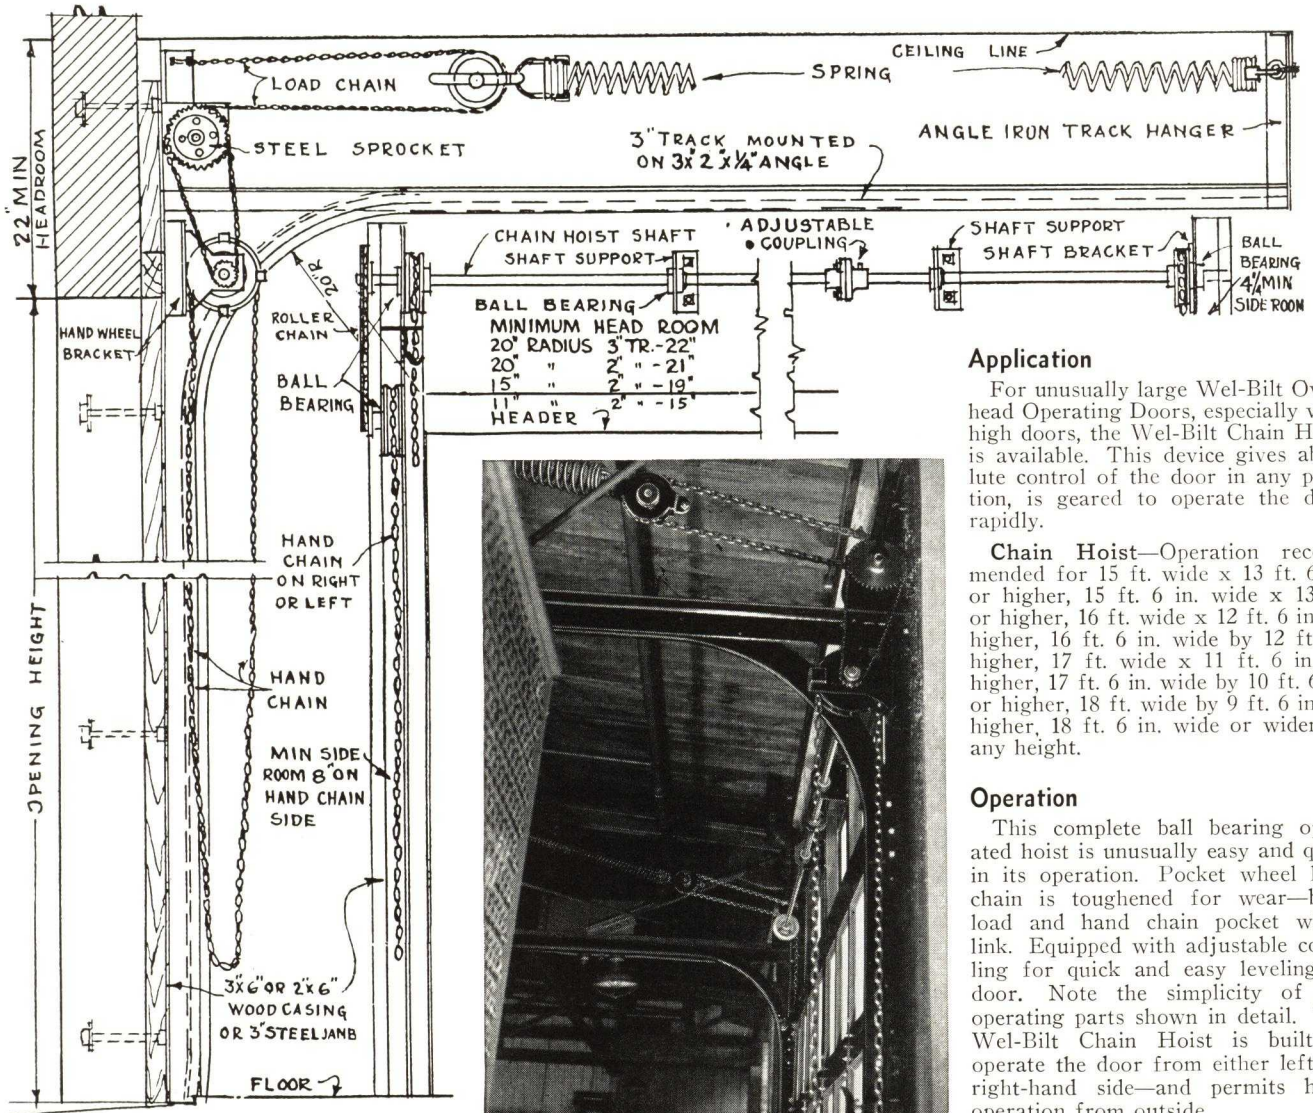 CEILING LINE
SPRING
LOAD CHAIN
ANGLE IRON TRACK HANGER
3" TRACK MOUNTED
ON 3"x 2"x 1/4" ANGLE
STEEL SPROCKET
22" MIN
HEADROOM
CHAIN HOIST SHAFT
SHAFT SUPPORT
ADJUSTABLE
COUPLING
SHAFT SUPPORT
SHAFT BRACKET
BALL
BEARING
4 1/4" MIN
SIDE ROOM
20"R
HAND WHEEL
BRACKET
ROLLER
CHAIN
BALL
BEARING
BALL BEARING
MINIMUM HEAD ROOM
20" RADIUS 3" TR.-22"
20" " 2" " -21"
15" " 2" " -19"
11" " 2" " -15"
HEADER
HAND
CHAIN
ON RIGHT
OR LEFT
OPENING HEIGHT
HAND
CHAIN
MIN SIDE
ROOM 8" ON
HAND CHAIN
SIDE
3"x6" OR 2"x6"
WOOD CASING
OR 3" STEEL JANB
FLOOR
Application
For unusually large Wel-Bilt Ov
head Operating Doors, especially v
high doors, the Wel-Bilt Chain H
is available. This device gives ab
lute control of the door in any p
tion, is geared to operate the d
rapidly.
Chain Hoist—Operation rec
mended for 15 ft. wide x 13 ft. 6
or higher, 15 ft. 6 in. wide x 13
or higher, 16 ft. wide x 12 ft. 6 in
higher, 16 ft. 6 in. wide by 12 ft
higher, 17 ft. wide x 11 ft. 6 in
higher, 17 ft. 6 in. wide by 10 ft. 6
or higher, 18 ft. wide by 9 ft. 6 in
higher, 18 ft. 6 in. wide or wider
any height.
Operation
This complete ball bearing o
ated hoist is unusually easy and q
in its operation. Pocket wheel l
chain is toughened for wear—b
load and hand chain pocket w
link. Equipped with adjustable co
ling for quick and easy leveling
door. Note the simplicity of
operating parts shown in detail.
Wel-Bilt Chain Hoist is built
operate the door from either left
right-hand side—and permits h
operation from outside.